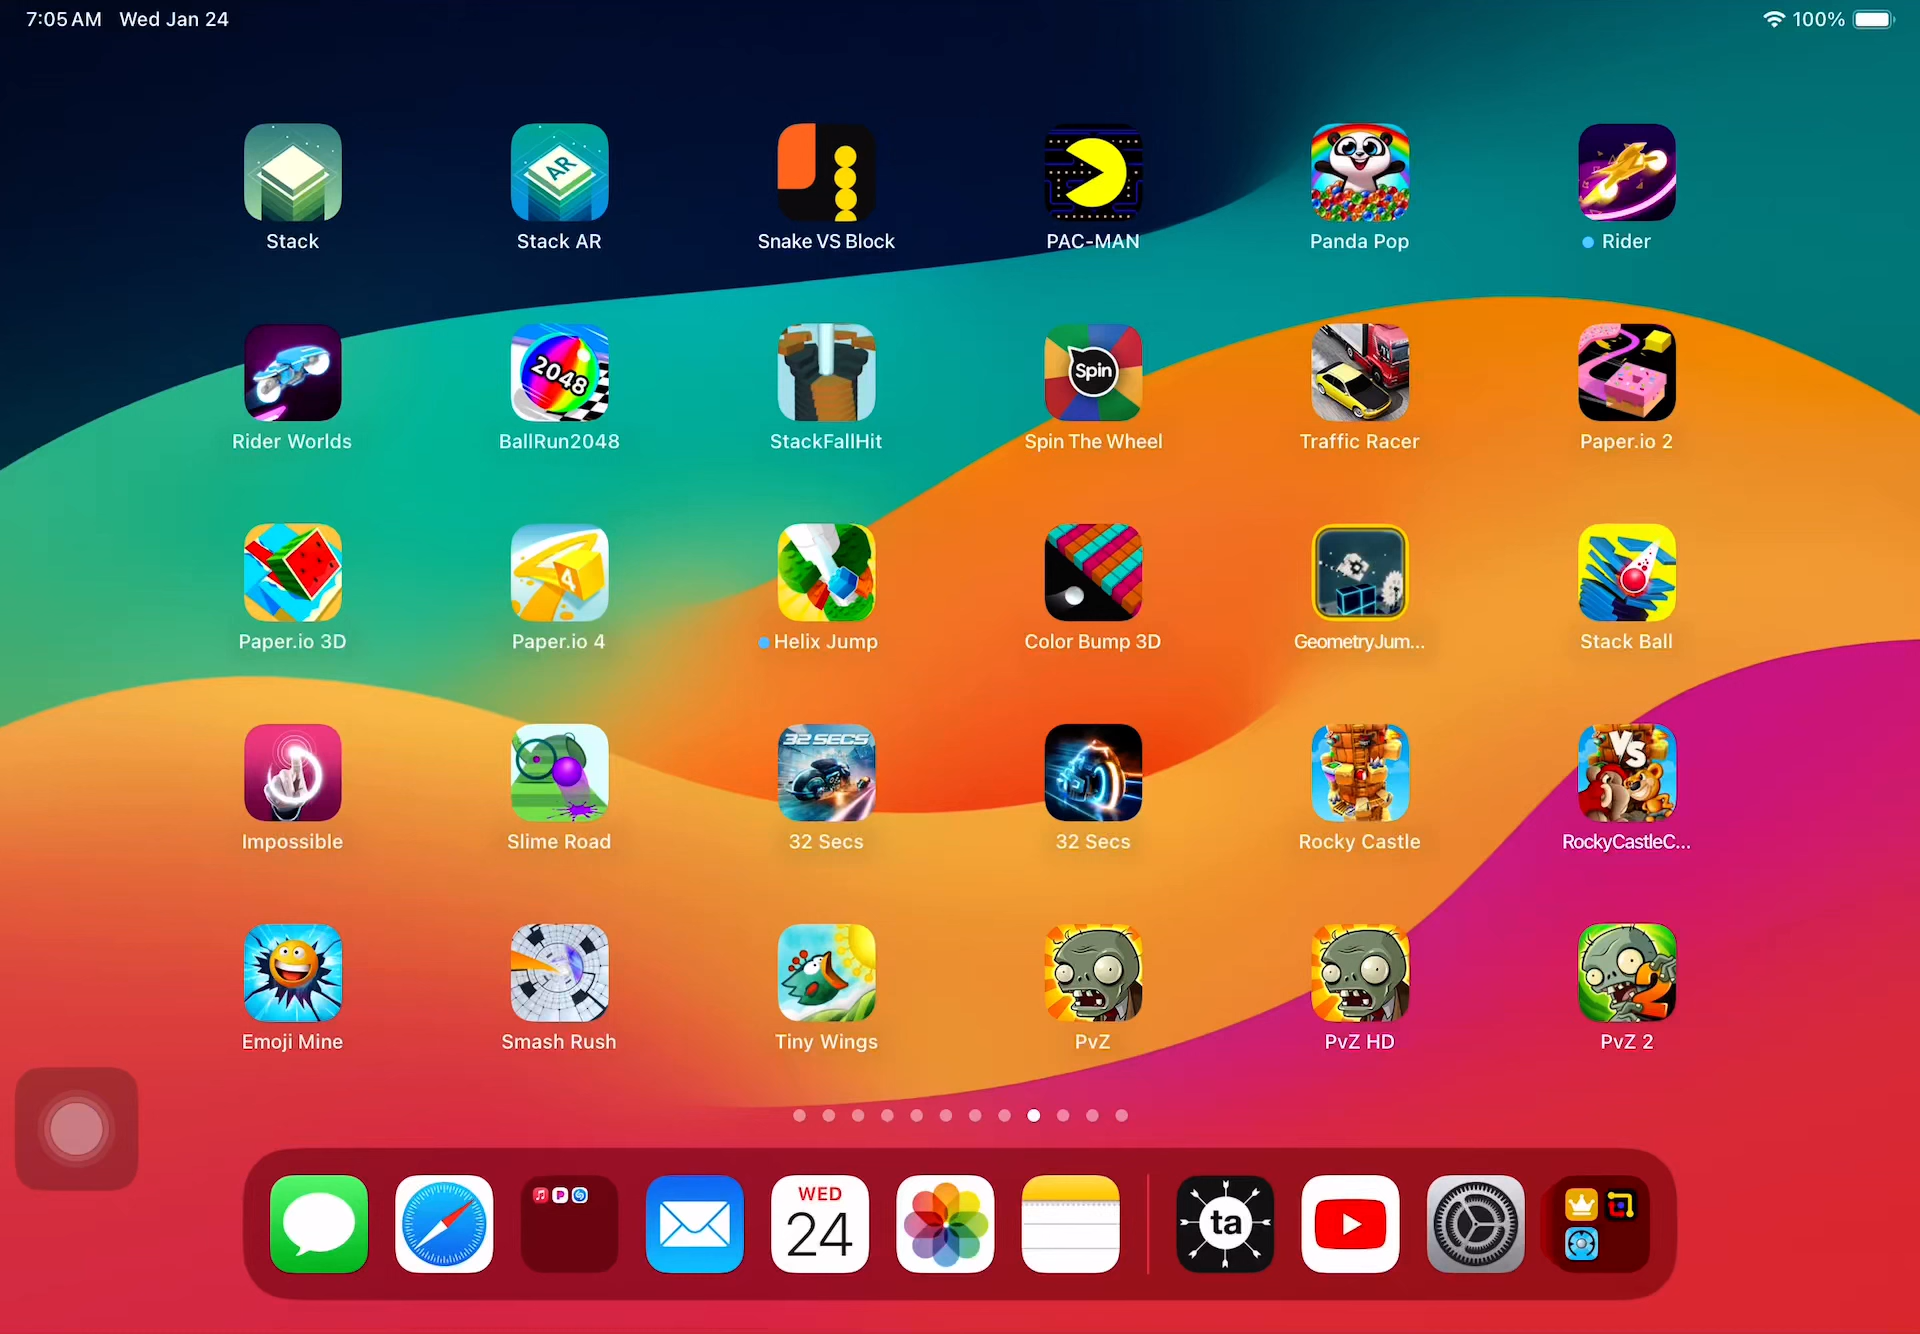 7:05 AM Wed Jan 24
100%
AR
Stack
Stack AR
Snake VS Block
PAC-MAN
Panda Pop
Rider
2048
Spin
Rider Worlds
BallRun2048
StackFallHit
Spin The Wheel
Traffic Racer
Paper.io 2
4
Paper.io 3D
Paper.io 4
Helix Jump
Color Bump 3D
GeometryJum...
Stack Ball
32 SECS
VS
Impossible
Slime Road
32 Secs
32 Secs
Rocky Castle
RockyCastleC...
2
Emoji Mine
Smash Rush
Tiny Wings
PvZ
PvZ HD
PvZ 2
WED
24
ta